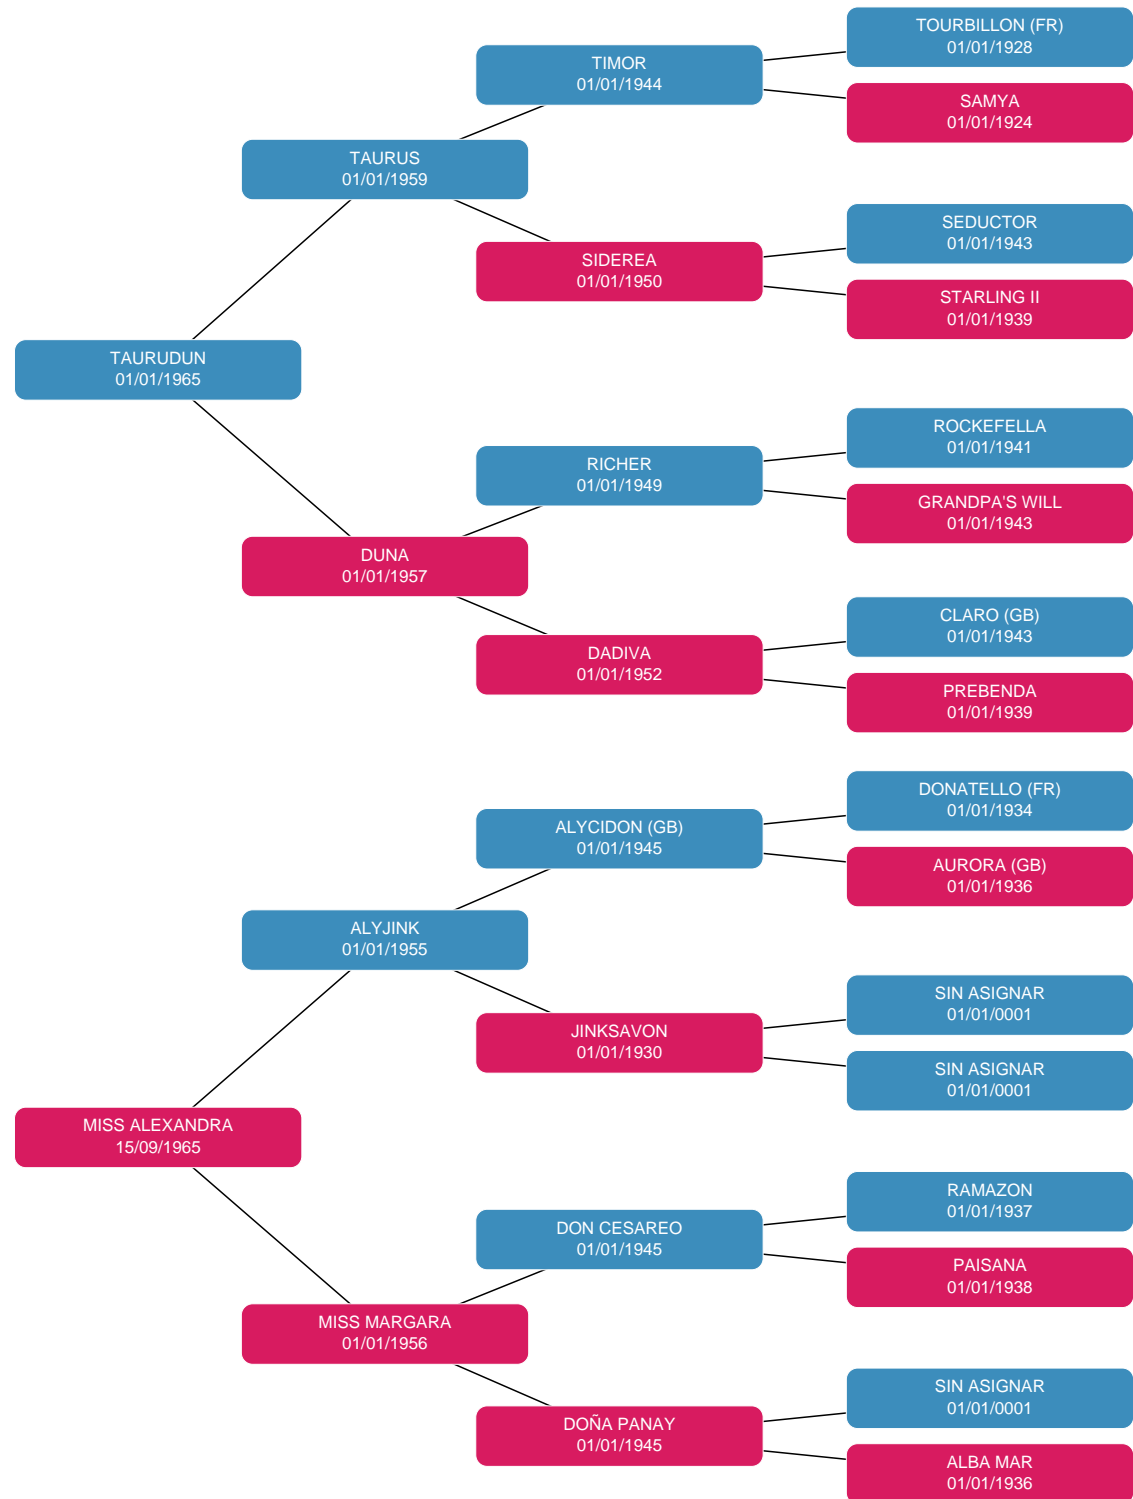 TOURBILLON (FR)
01/01/1928
TIMOR
01/01/1944
SAMYA
01/01/1924
TAURUS
01/01/1959
SEDUCTOR
01/01/1943
SIDEREA
01/01/1950
STARLING II
01/01/1939
TAURUDUN
01/01/1965
ROCKEFELLA
01/01/1941
RICHER
01/01/1949
GRANDPA'S WILL
01/01/1943
DUNA
01/01/1957
CLARO (GB)
01/01/1943
DADIVA
01/01/1952
PREBENDA
01/01/1939
DONATELLO (FR)
01/01/1934
ALYCIDON (GB)
01/01/1945
AURORA (GB)
01/01/1936
ALYJINK
01/01/1955
SIN ASIGNAR
01/01/0001
JINKSAVON
01/01/1930
SIN ASIGNAR
01/01/0001
MISS ALEXANDRA
15/09/1965
RAMAZON
01/01/1937
DON CESAREO
01/01/1945
PAISANA
01/01/1938
MISS MARGARA
01/01/1956
SIN ASIGNAR
01/01/0001
DOÑA PANAY
01/01/1945
ALBA MAR
01/01/1936